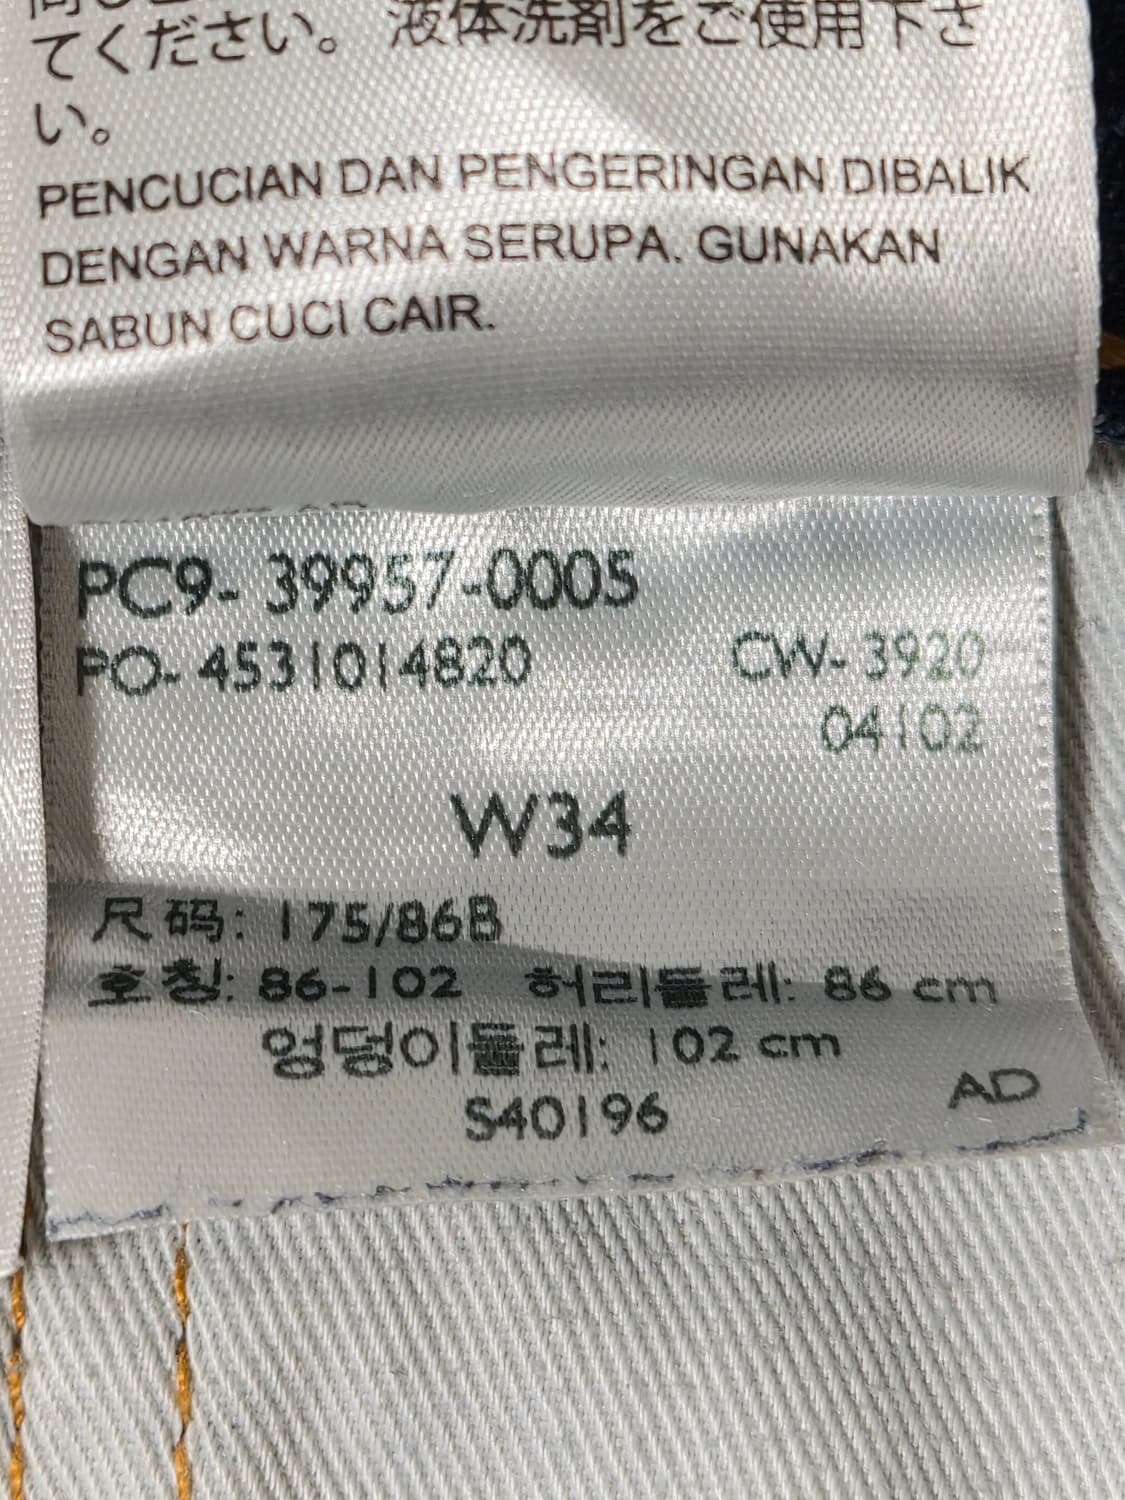 てください。 液体洗剤をご使用下さ
い。
PENCUCIAN DAN PENGERINGAN DIBALIK
DENGAN WARNA SERUPA. GUNAKAN
SABUN CUCI CAIR.
PC9- 39957-0005
PO- 4531014820 CW- 3920
04102
W34
尺码: 175/86B
호칭: 86-102 허리둘레: 86 cm
엉덩이둘레: 102 cm
S40196 AD